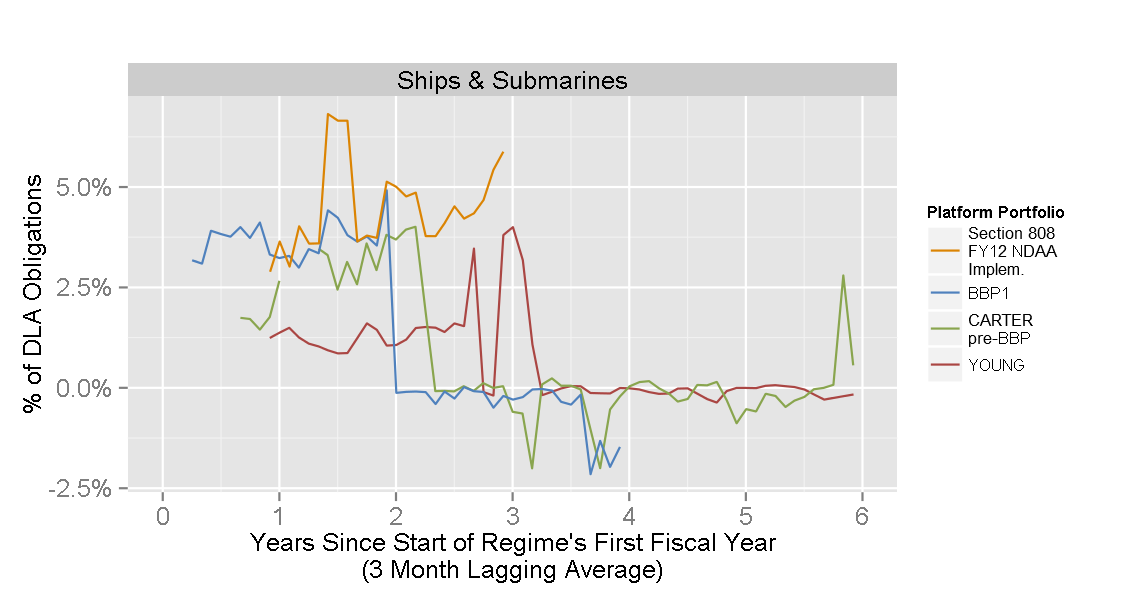 Ships & Submarines
% of DLA Obligations
5.0%
2.5%
0.0%
-2.5%
0 1 2 3 4 5 6
Years Since Start of Regime's First Fiscal Year
(3 Month Lagging Average)
Platform Portfolio
Section 808
FY12 NDAA
Implem.
BBP1
CARTER
pre-BBP
YOUNG